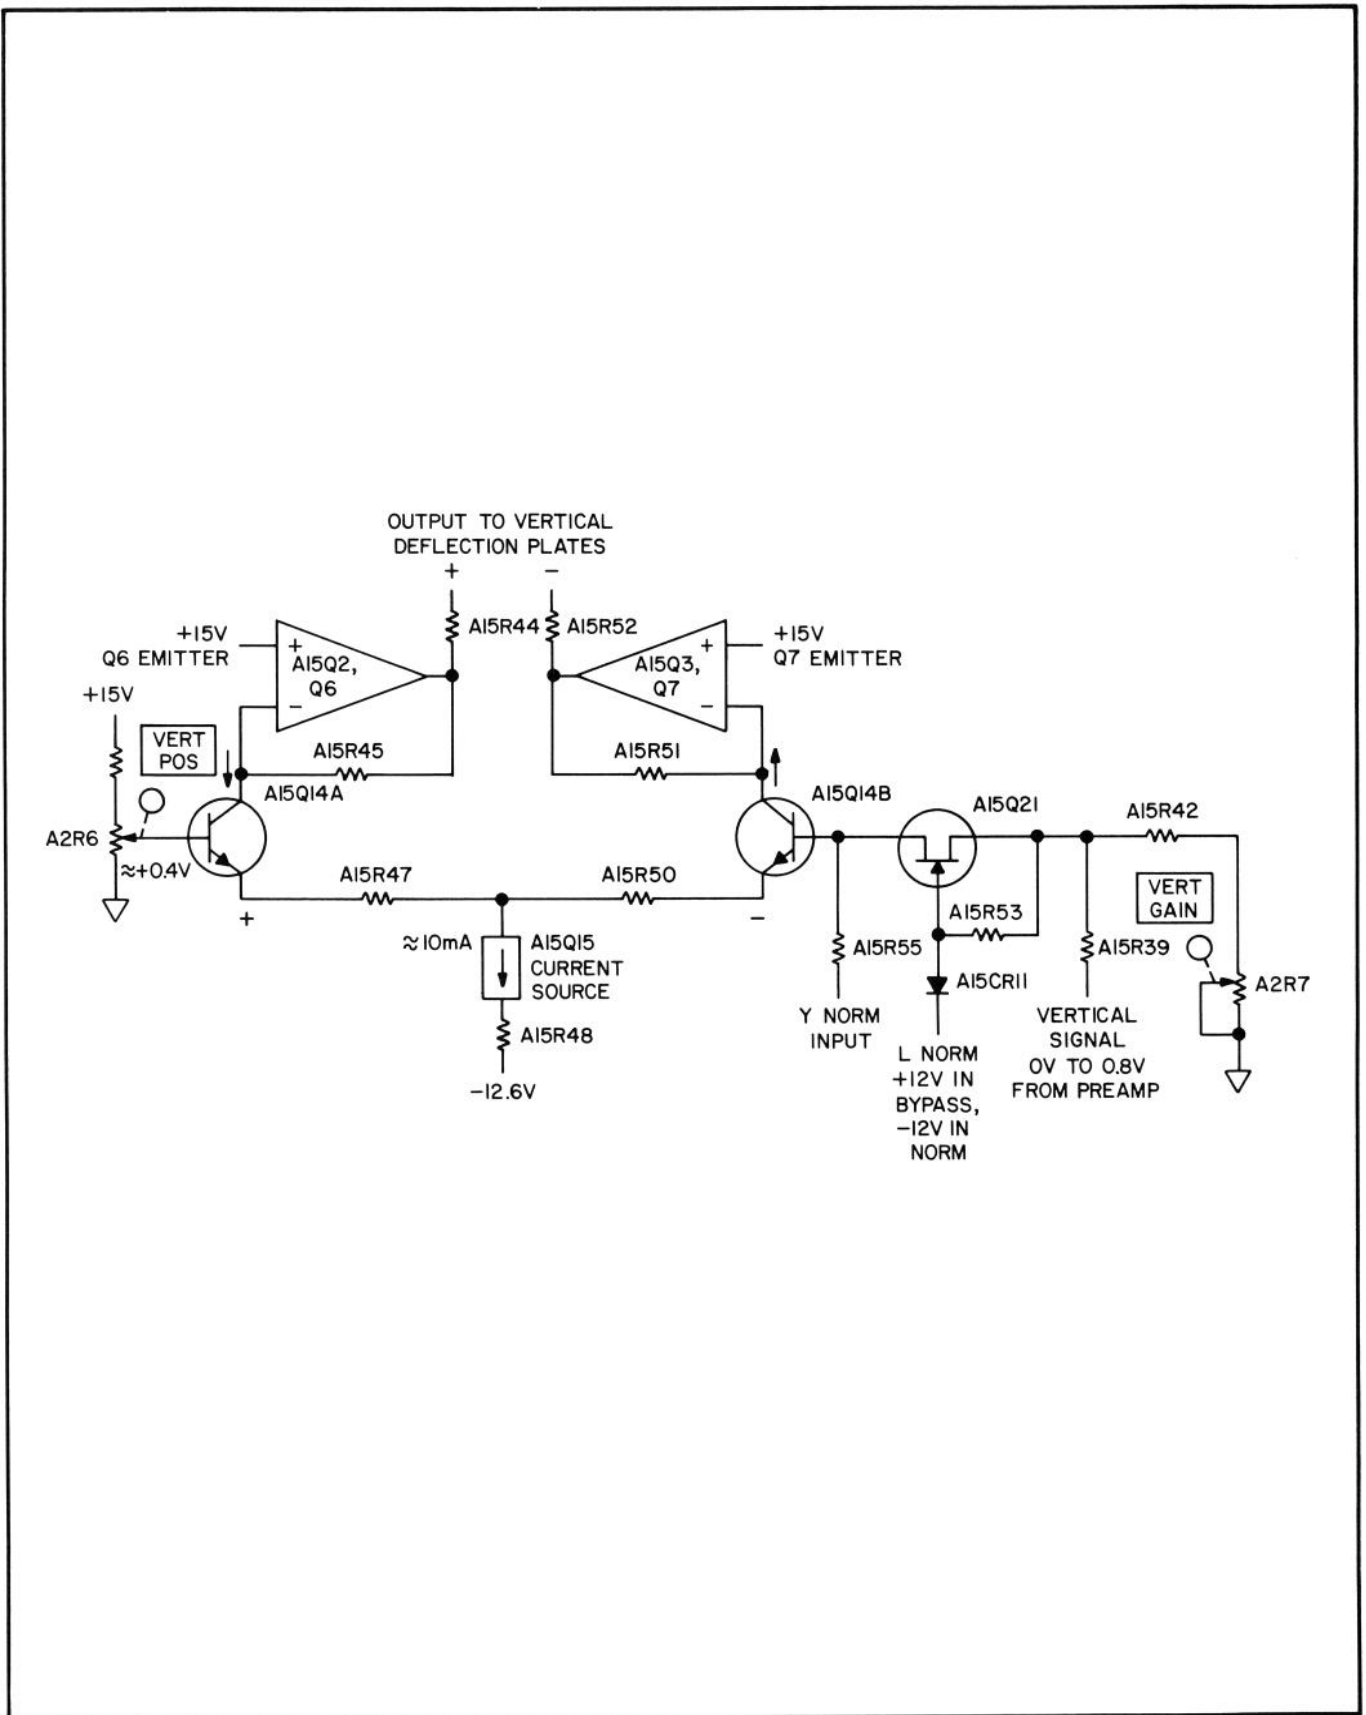 OUTPUT TO VERTICAL
DEFLECTION PLATES
+ −
A15R44
A15R52
+15V
Q6 EMITTER
+
A15Q2,
Q6
−
A15Q3,
Q7
+
−
+15V
Q7 EMITTER
+15V
VERT
POS
A15R45
A15R51
A15Q14A
A15Q14B
A15Q21
A15R42
A2R6
≈+0.4V
A15R47
A15R50
+
−
VERT
GAIN
≈10mA
A15Q15
CURRENT
SOURCE
A15R48
−12.6V
A15R53
A15R55
A15CR11
A15R39
A2R7
Y NORM
INPUT
L NORM
+12V IN
BYPASS,
−12V IN
NORM
VERTICAL
SIGNAL
0V TO 0.8V
FROM PREAMP